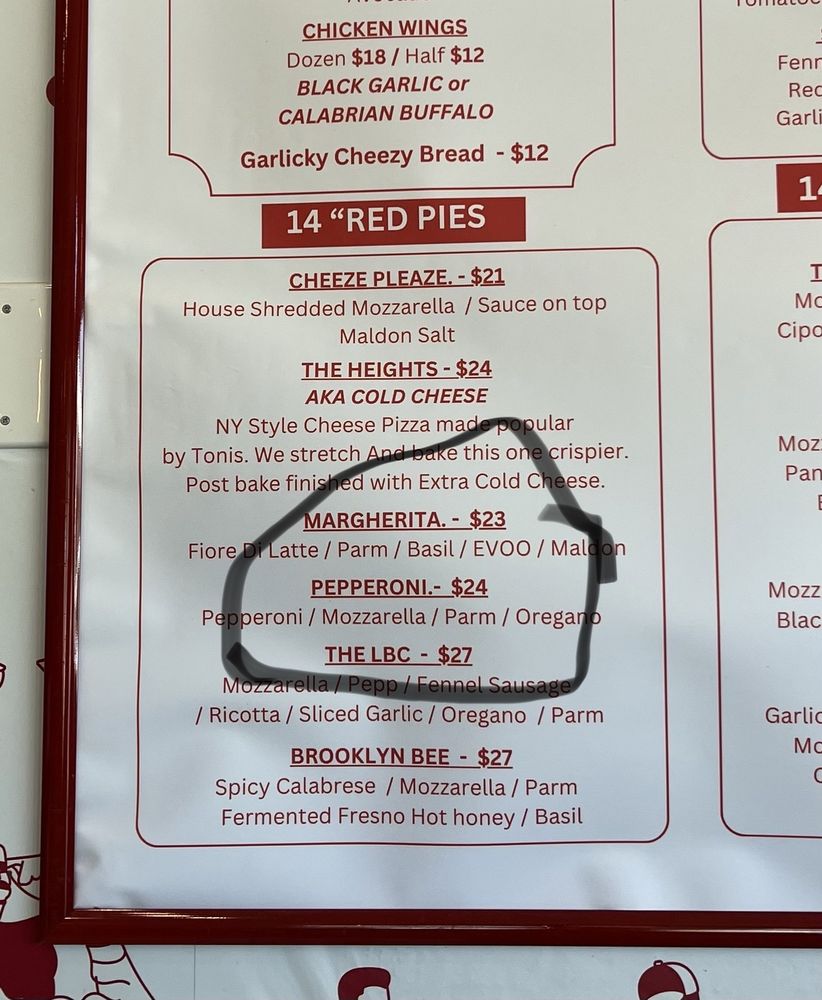 CHICKEN WINGS
Dozen $18 / Half $12
BLACK GARLIC or
CALABRIAN BUFFALO
Garlicky Cheezy Bread - $12
14 “RED PIES
CHEEZE PLEAZE. - $21
House Shredded Mozzarella / Sauce on top
Maldon Salt
THE HEIGHTS - $24
AKA COLD CHEESE
NY Style Cheese Pizza made popular
by Tonis. We stretch And bake this one crispier.
Post bake finished with Extra Cold Cheese.
MARGHERITA. - $23
Fiore Di Latte / Parm / Basil / EVOO / Maldon
PEPPERONI.- $24
Pepperoni / Mozzarella / Parm / Oregano
THE LBC - $27
Mozzarella / Pepp / Fennel Sausage
/ Ricotta / Sliced Garlic / Oregano / Parm
BROOKLYN BEE - $27
Spicy Calabrese / Mozzarella / Parm
Fermented Fresno Hot honey / Basil
14